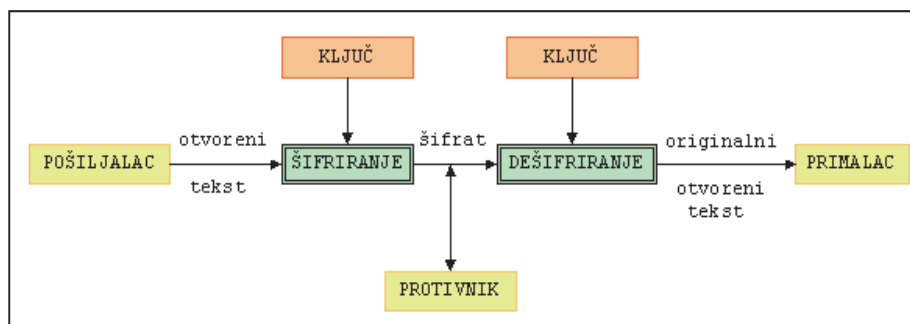 KLJUČ
KLJUČ
otvoreni
šifrat
originalni
POŠILJALAC
ŠIFRIRANJE
DEŠIFRIRANJE
PRIMALAC
tekst
otvoreni
tekst
PROTIVNIK